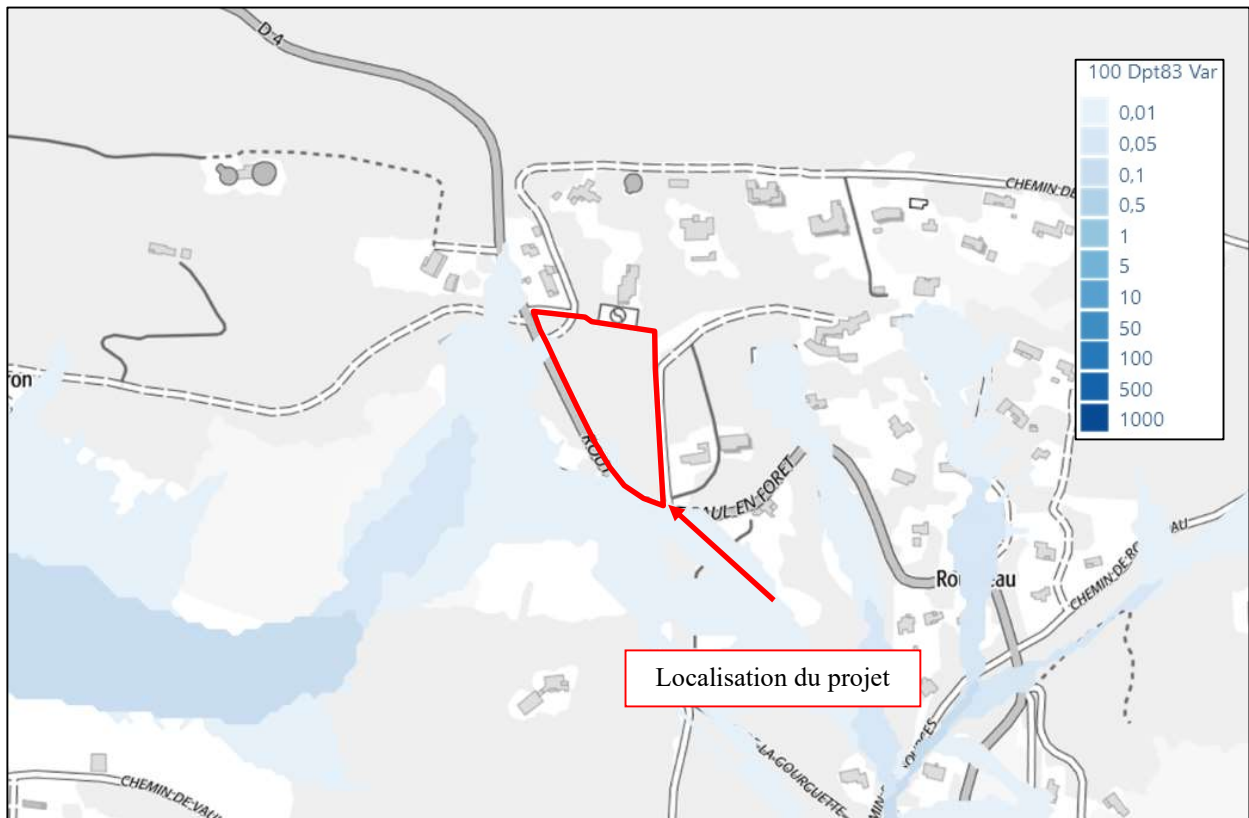 D 4
100 Dpt83 Var
0,01
0,05
0,1
0,5
1
5
10
50
100
500
1000
CHEMIN DE
ron
ROUT
PAUL EN FORET
AU
CHEMIN DE RO
Localisation du projet
CHEMIN DE VAU
LA GOURGUETTE